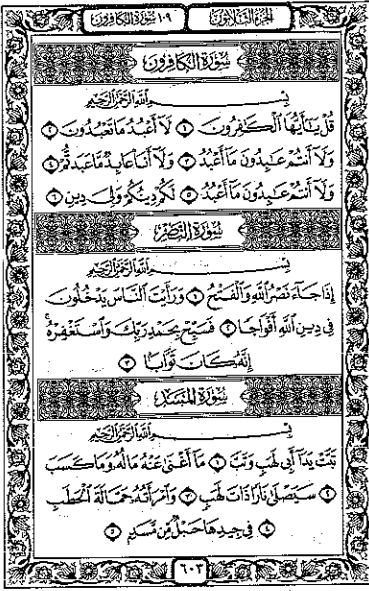 الجزء الثلاثون ١٠٩ سورة الكافرون
سورة الكافرون
بسم الله الرحمن الرحيم
قُلْ يَٰٓأَيُّهَا ٱلْكَٰفِرُونَ ١ لَآ أَعْبُدُ مَا تَعْبُدُونَ ٢
وَلَآ أَنتُمْ عَٰبِدُونَ مَآ أَعْبُدُ ٣ وَلَآ أَنَا۠ عَابِدٌ مَّا عَبَدتُّمْ ٤
وَلَآ أَنتُمْ عَٰبِدُونَ مَآ أَعْبُدُ ٥ لَكُمْ دِينُكُمْ وَلِيَ دِينِ ٦
سورة النصر
بسم الله الرحمن الرحيم
إِذَا جَآءَ نَصْرُ ٱللَّهِ وَٱلْفَتْحُ ١ وَرَأَيْتَ ٱلنَّاسَ يَدْخُلُونَ
فِى دِينِ ٱللَّهِ أَفْوَاجًا ٢ فَسَبِّحْ بِحَمْدِ رَبِّكَ وَٱسْتَغْفِرْهُ ۚ
إِنَّهُۥ كَانَ تَوَّابًۢا ٣
سورة المسد
بسم الله الرحمن الرحيم
تَبَّتْ يَدَآ أَبِى لَهَبٍ وَتَبَّ ١ مَآ أَغْنَىٰ عَنْهُ مَالُهُۥ وَمَا كَسَبَ
٢ سَيَصْلَىٰ نَارًا ذَاتَ لَهَبٍ ٣ وَٱمْرَأَتُهُۥ حَمَّالَةَ ٱلْحَطَبِ
٤ فِى جِيدِهَا حَبْلٌ مِّن مَّسَدٍۭ ٥
٦٠٣